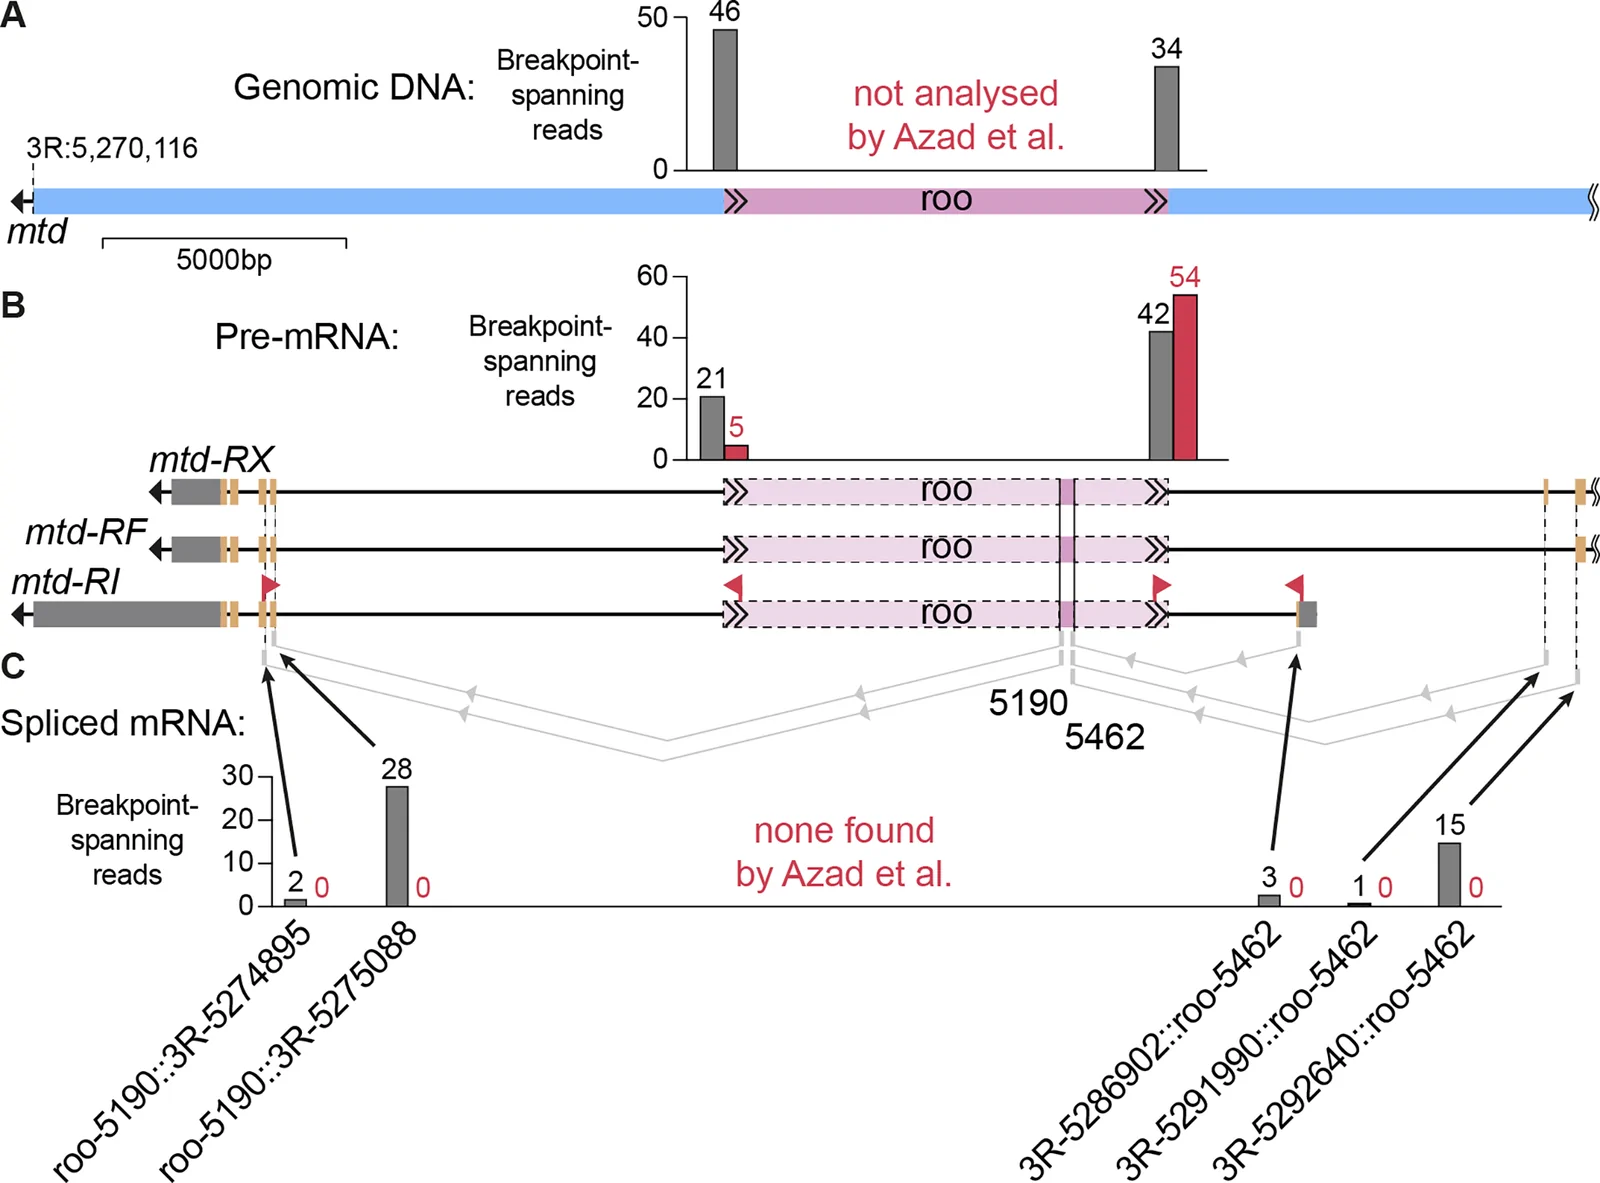 A
Genomic DNA:
Breakpoint-
spanning
reads
50
0
46
34
not analysed
by Azad et al.
3R:5,270,116
roo
mtd
5000bp
B
Pre-mRNA:
Breakpoint-
spanning
reads
60
40
20
0
21
5
42
54
mtd-RX
roo
mtd-RF
roo
mtd-RI
roo
C
5190
5462
Spliced mRNA:
Breakpoint-
spanning
reads
30
20
10
0
2
0
28
0
none found
by Azad et al.
3
0
1
0
15
0
roo-5190::3R-5274895
roo-5190::3R-5275088
3R-5286902::roo-5462
3R-5291990::roo-5462
3R-5292640::roo-5462